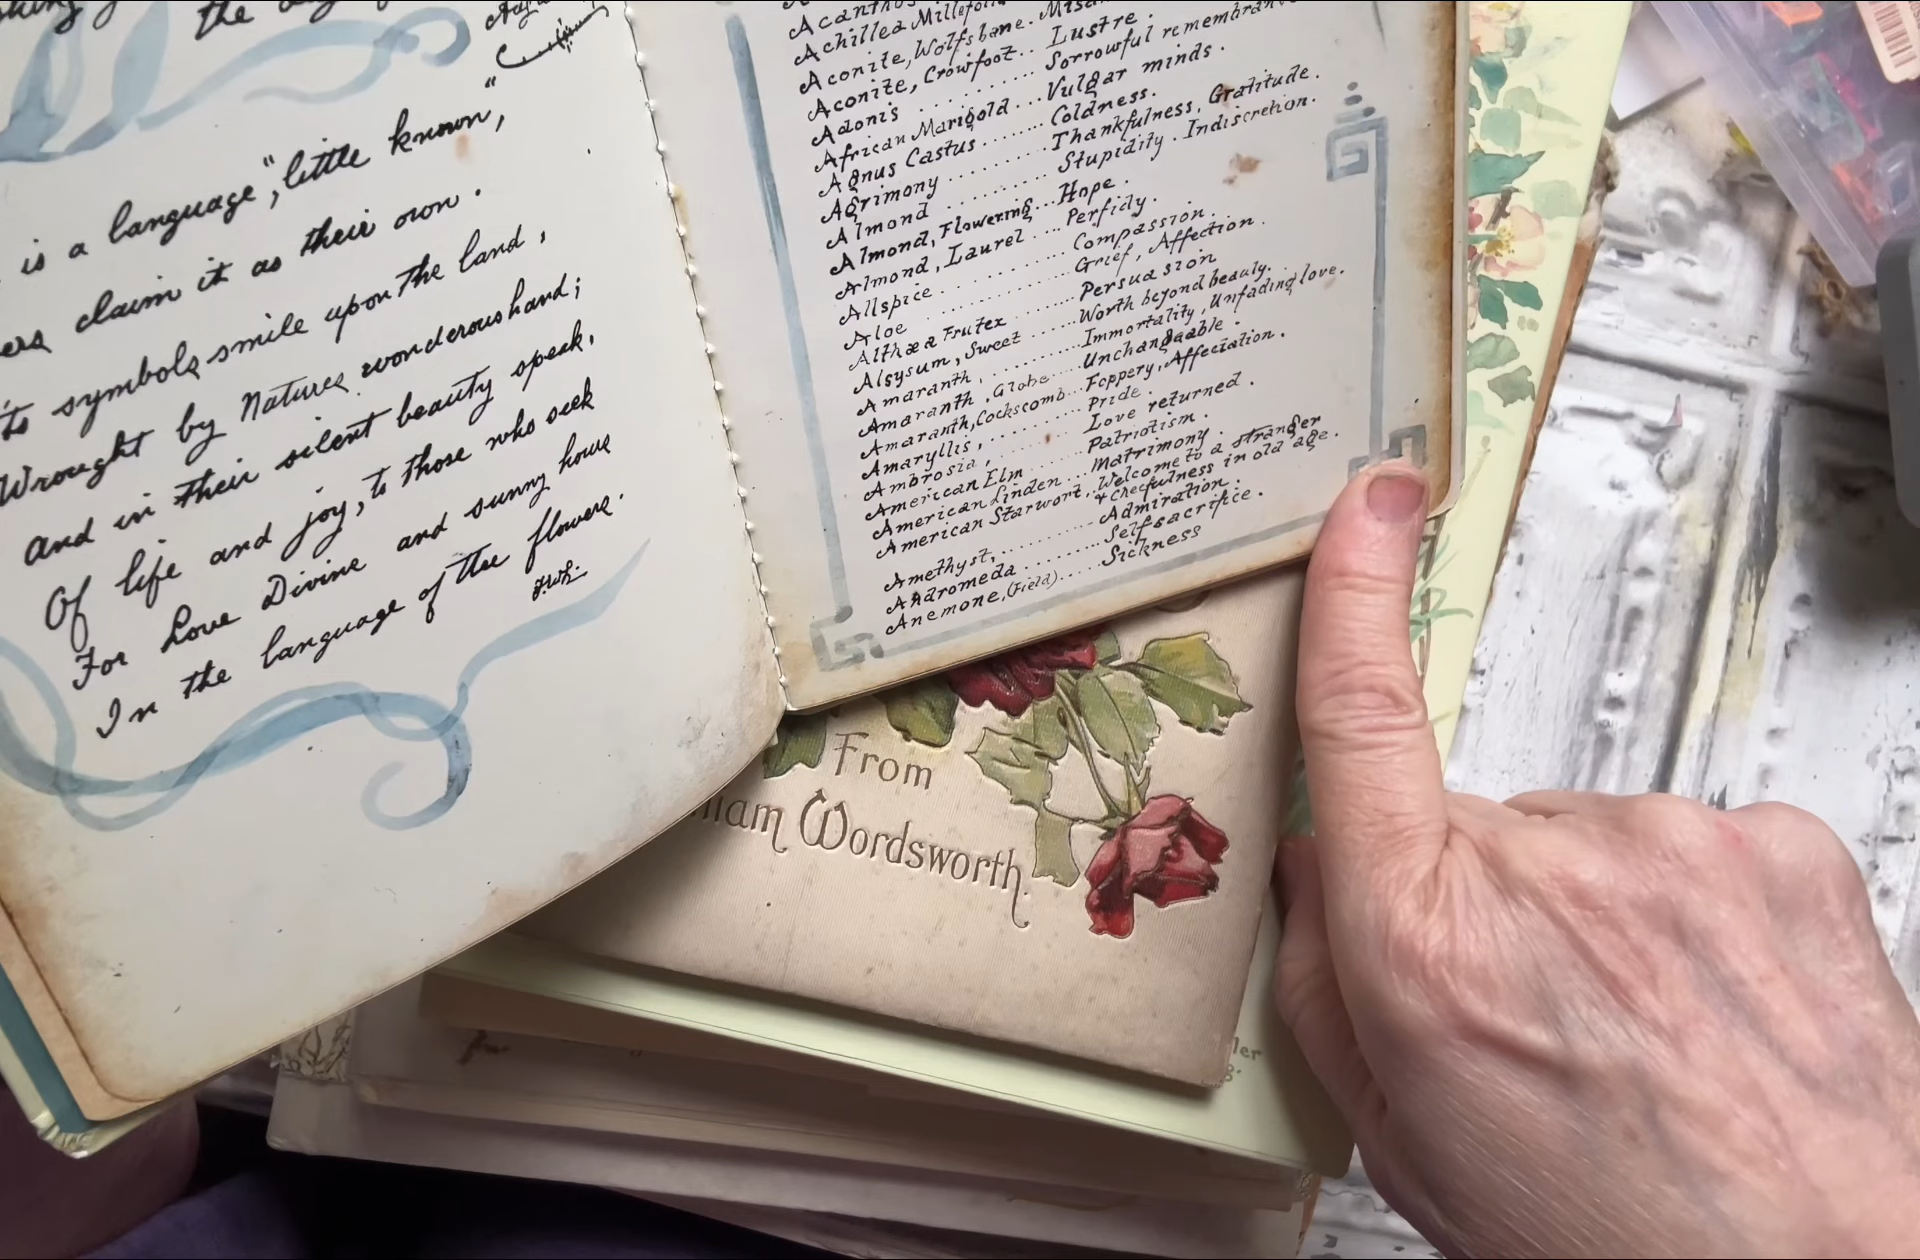 the
is a language", little known",
claim it as their own.
symbols smile upon the land,
Wrought by Natures wonderous hand;
And in their silent beauty speak,
Of life and joy, to those who seek
For Love Divine and sunny hours
In the language of the flowers.
J.W.H.
Achillea Millefolia
Aconite, Wolfsbane.
Aconite, Crowfoot.. Lustre.
Adonis ........ Sorrowful remembrance
African Marigold ... Vulgar minds.
Agnus Castus ....... Coldness.
Agrimony .......... Thankfulness, Gratitude.
Almond ............ Stupidity. Indiscretion.
Almond, Flowering... Hope.
Almond, Laurel .... Perfidy.
Allspice .......... Compassion.
Aloe .............. Grief, Affection.
Althæa Frutex ...... Persuasion
Alsysum, Sweet ..... Worth beyond beauty.
Amaranth, ......... Immortality, Unfading love.
Amaranth, Globe .... Unchangable.
Amaranth, Cockscomb... Foppery, Affectation.
Amaryllis, ........ Pride.
Ambrosia, ......... Love returned.
American Elm ...... Patriotism.
American Linden .... Matrimony.
American Starwort.. Welcome to a stranger
& cheefulness in old age.
Amethyst, .......... Admiration.
Andromeda ......... Self sacrifice.
Anemone, (Field) ..... Sickness
From
Wordsworth.